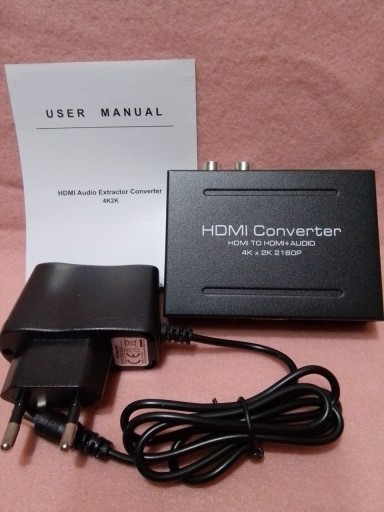 USER MANUAL
HDMI Audio Extractor Converter
4K2K
HDMI Converter
HDMI TO HDMI+AUDIO
4K x 2K 2160P